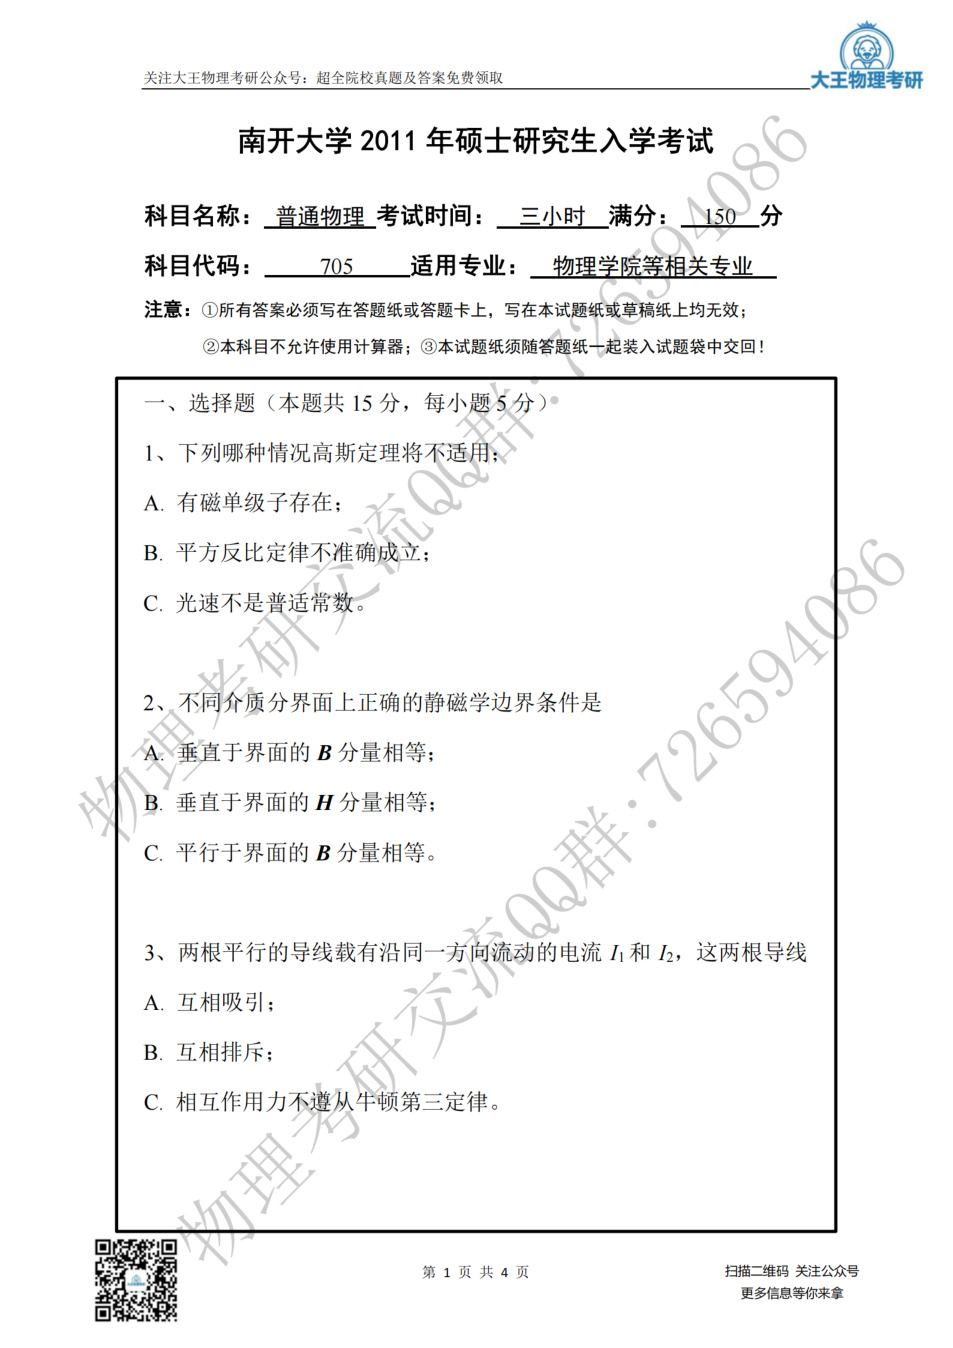 关注大王物理考研公众号：超全院校真题及答案免费领取
大王物理考研
南开大学 2011 年硕士研究生入学考试
科目名称： 普通物理 考试时间： 三小时 满分： 150 分
科目代码： 705 适用专业： 物理学院等相关专业
注意：①所有答案必须写在答题纸或答题卡上，写在本试题纸或草稿纸上均无效；
②本科目不允许使用计算器；③本试题纸须随答题纸一起装入试题袋中交回！
一、选择题（本题共 15 分，每小题 5 分）
1、下列哪种情况高斯定理将不适用；
A. 有磁单级子存在；
B. 平方反比定律不准确成立；
C. 光速不是普适常数。
2、不同介质分界面上正确的静磁学边界条件是
A. 垂直于界面的 B 分量相等；
B. 垂直于界面的 H 分量相等；
C. 平行于界面的 B 分量相等。
3、两根平行的导线载有沿同一方向流动的电流 I1 和 I2，这两根导线
A. 互相吸引；
B. 互相排斥；
C. 相互作用力不遵从牛顿第三定律。
物理考研交流QQ群：726594086
物理考研交流QQ群：726594086
大王物理考研
第 1 页 共 4 页
扫描二维码 关注公众号
更多信息等你来拿